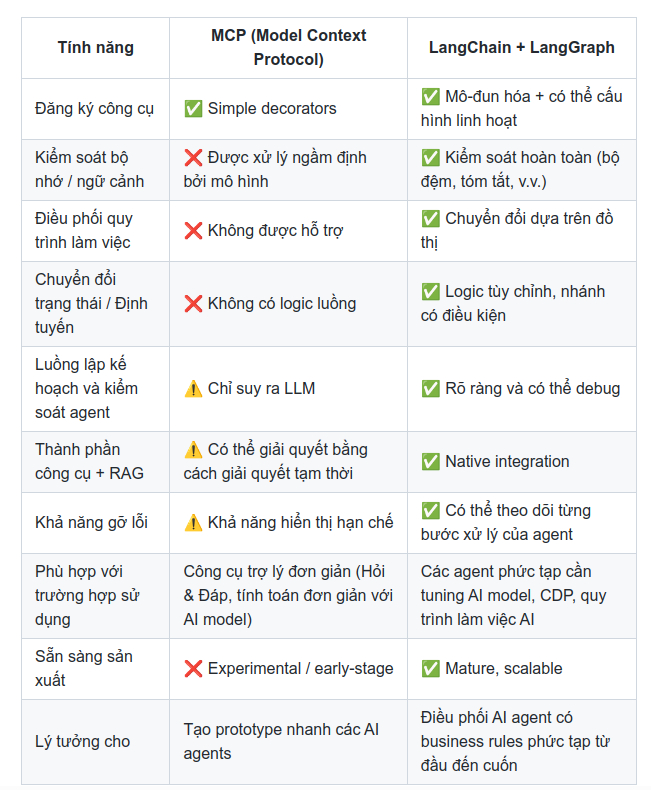 Tính năng
MCP (Model Context
Protocol)
LangChain + LangGraph
Đăng ký công cụ
✅ Simple decorators
✅ Mô-đun hóa + có thể cấu
hình linh hoạt
Kiểm soát bộ
nhớ / ngữ cảnh
❌ Được xử lý ngầm định
bởi mô hình
✅ Kiểm soát hoàn toàn (bộ
đệm, tóm tắt, v.v.)
Điều phối quy
trình làm việc
❌ Không được hỗ trợ
✅ Chuyển đổi dựa trên đồ
thị
Chuyển đổi
trạng thái / Định
tuyến
❌ Không có logic luồng
✅ Logic tùy chỉnh, nhánh
có điều kiện
Luồng lập kế
hoạch và kiểm
soát agent
⚠️ Chỉ suy ra LLM
✅ Rõ ràng và có thể debug
Thành phần
công cụ + RAG
⚠️ Có thể giải quyết bằng
cách giải quyết tạm thời
✅ Native integration
Khả năng gỡ lỗi
⚠️ Khả năng hiển thị hạn chế
✅ Có thể theo dõi từng
bước xử lý của agent
Phù hợp với
trường hợp sử
dụng
Công cụ trợ lý đơn giản (Hỏi
& Đáp, tính toán đơn giản với
AI model)
Các agent phức tạp cần
tuning AI model, CDP, quy
trình làm việc AI
Sẵn sàng sản
xuất
❌ Experimental / early-stage
✅ Mature, scalable
Lý tưởng cho
Tạo prototype nhanh các AI
agents
Điều phối AI agent có
business rules phức tạp từ
đầu đến cuốn